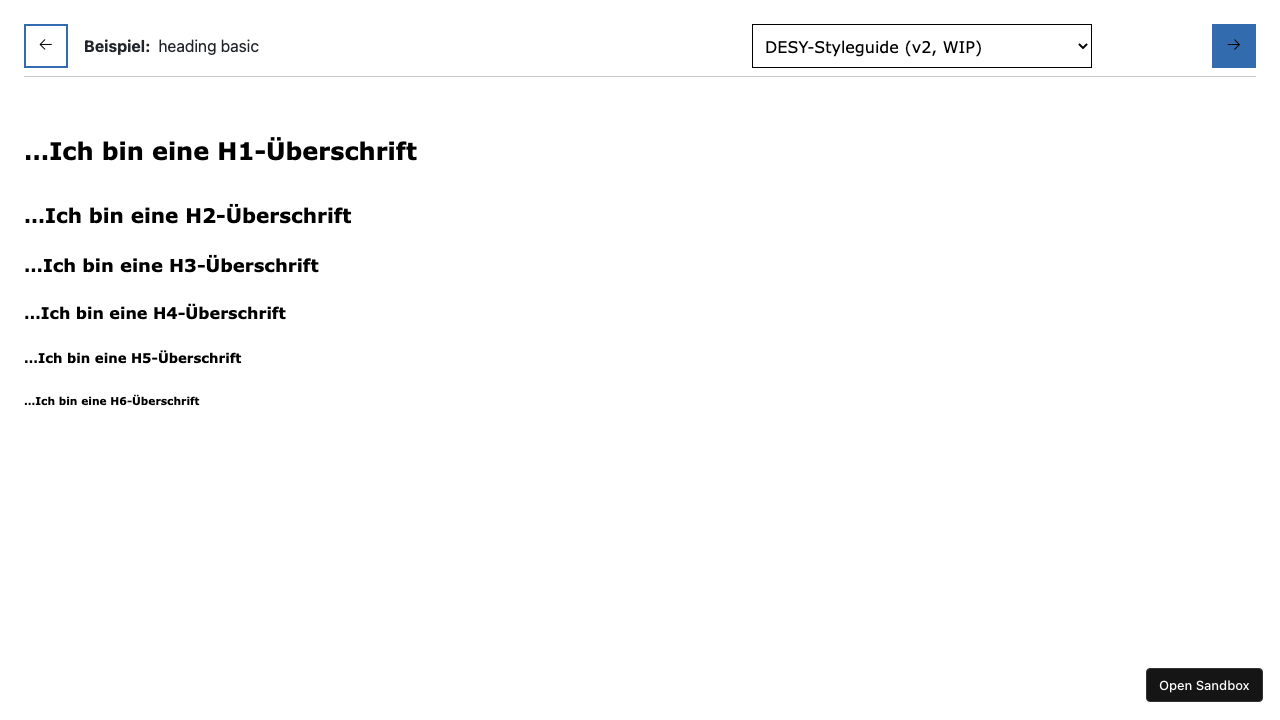 Beispiel: heading basic
DESY-Styleguide (v2, WIP)
...Ich bin eine H1-Überschrift
...Ich bin eine H2-Überschrift
...Ich bin eine H3-Überschrift
...Ich bin eine H4-Überschrift
...Ich bin eine H5-Überschrift
...Ich bin eine H6-Überschrift
Open Sandbox